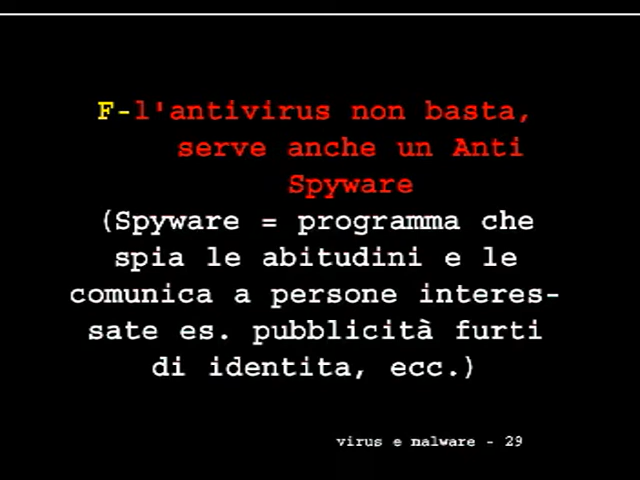 F-l'antivirus non basta,
serve anche un Anti
Spyware
(Spyware = programma che
spia le abitudini e le
comunica a persone interes-
sate es. pubblicità furti
di identita, ecc.)
virus e malware - 29